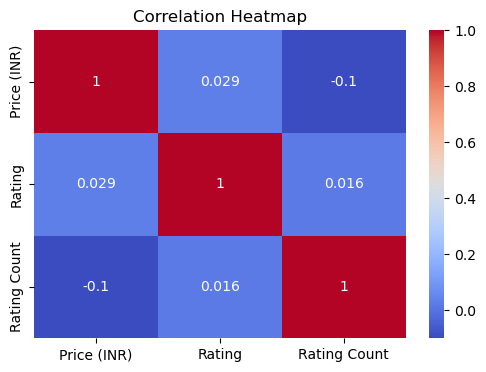 Correlation Heatmap
Price (INR)
1
0.029
-0.1
Rating
0.029
1
0.016
Rating Count
-0.1
0.016
1
Price (INR)
Rating
Rating Count
1.0
0.8
0.6
0.4
0.2
0.0